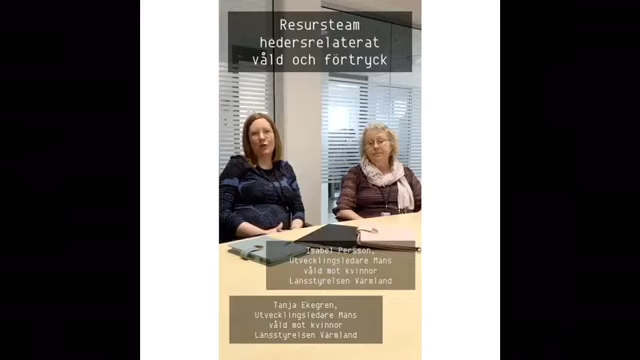 Resursteam
hedersrelaterat
våld och förtryck
Isabel Persson,
Utvecklingsledare Mäns
våld mot kvinnor
Länsstyrelsen Värmland
Tanja Ekegren,
Utvecklingsledare Mäns
våld mot kvinnor
Länsstyrelsen Värmland